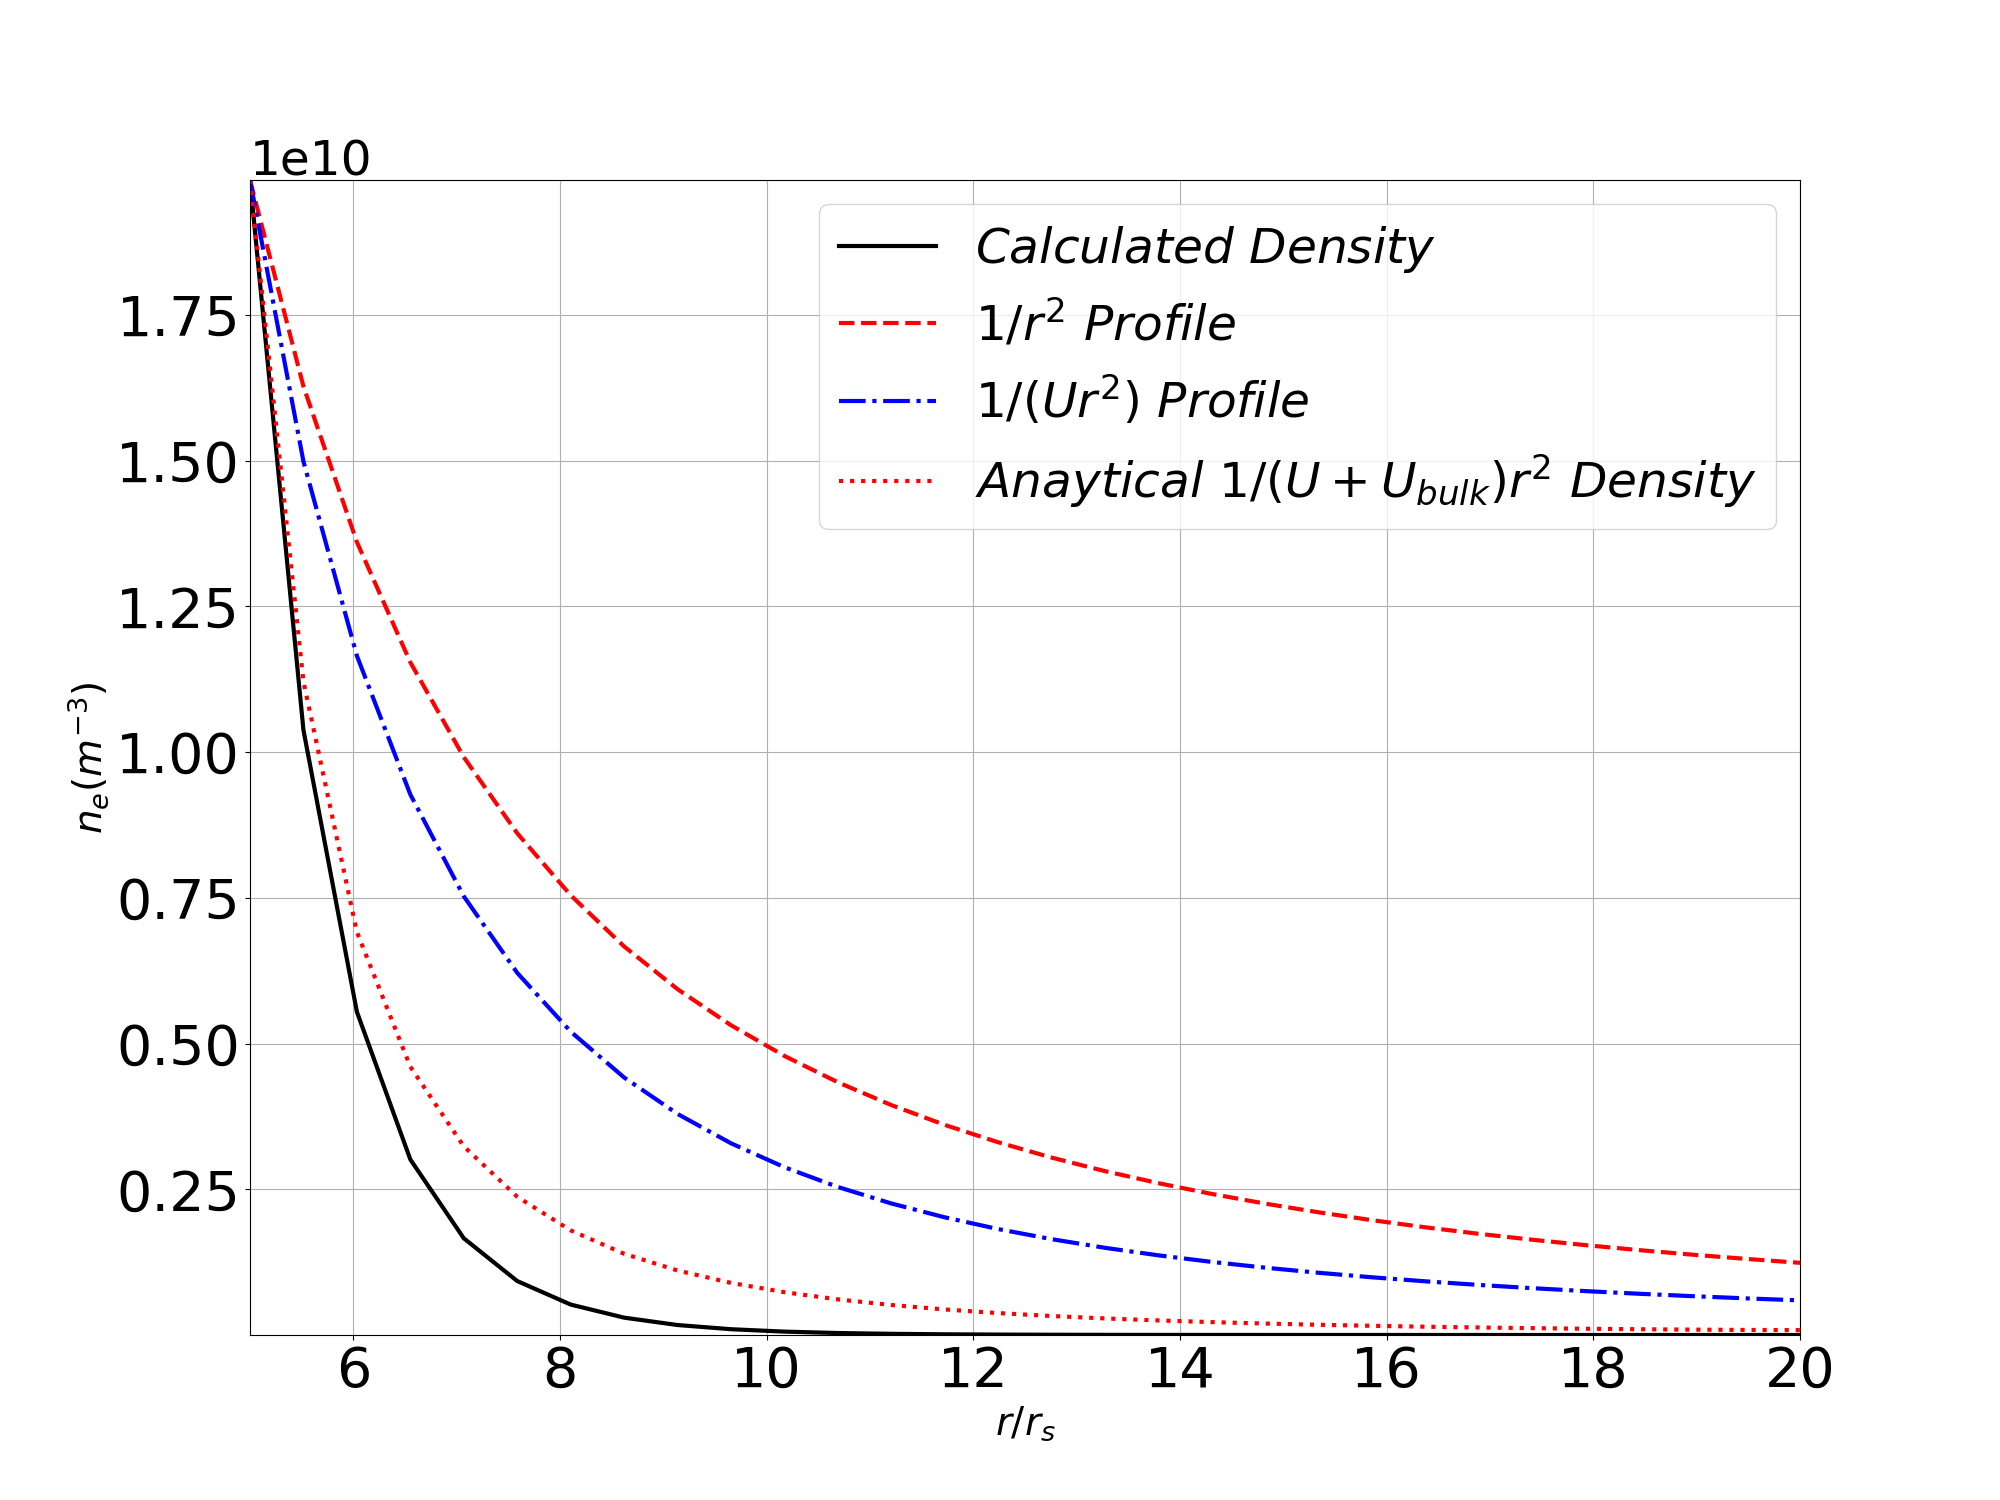 1e10
Calculated Density
1/r² Profile
1/(Ur²) Profile
Anaytical 1/(U + U_bulk)r² Density
1.75
1.50
1.25
1.00
0.75
0.50
0.25
n_e(m⁻³)
6 8 10 12 14 16 18 20
r/r_s